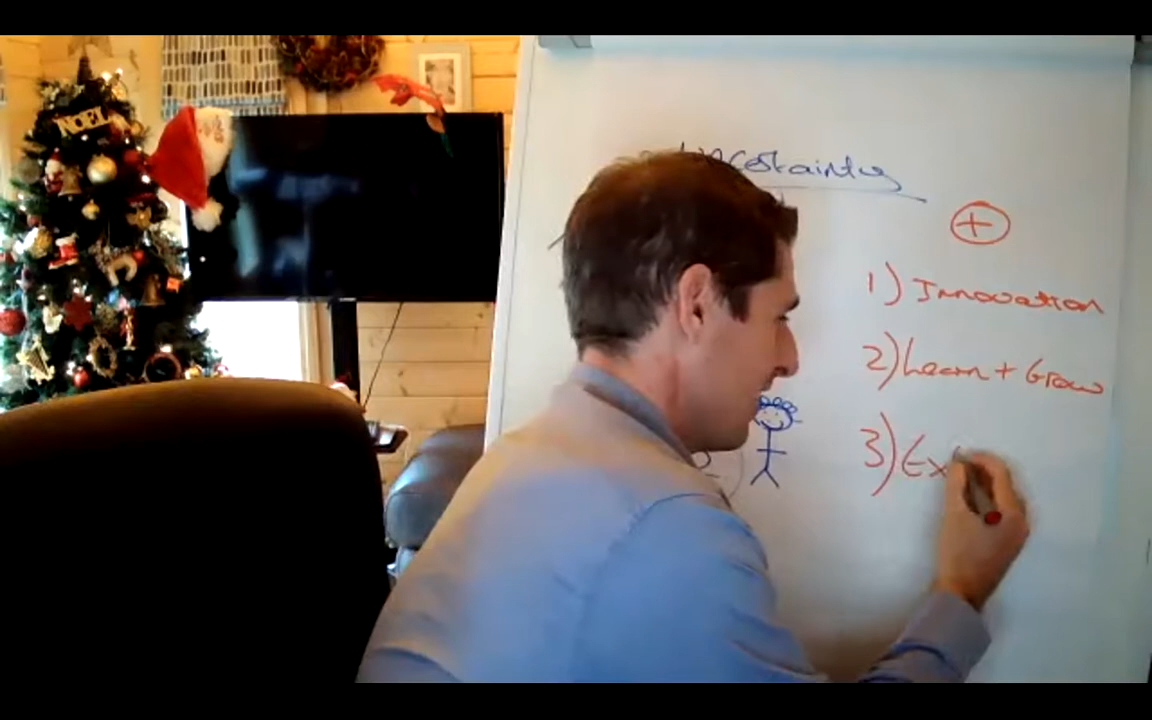 NOEL
Uncertainty
+
1) Innovation
2) Learn + Grow
3) Ex